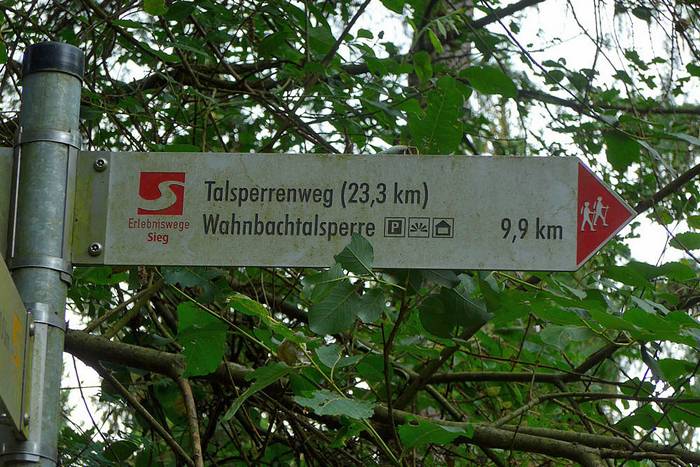 Talsperrenweg (23,3 km)
Wahnbachtalsperre P 9,9 km
Erlebniswege
Sieg